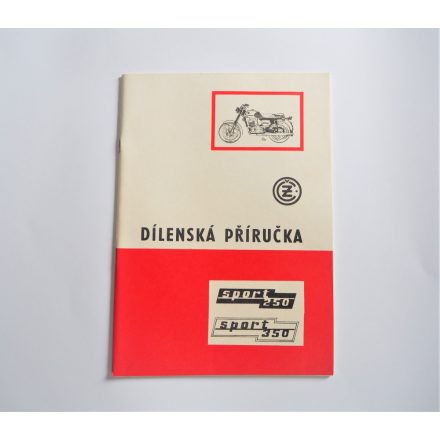 ČZ
DÍLENSKÁ PŘÍRUČKA
sport
250
sport
350